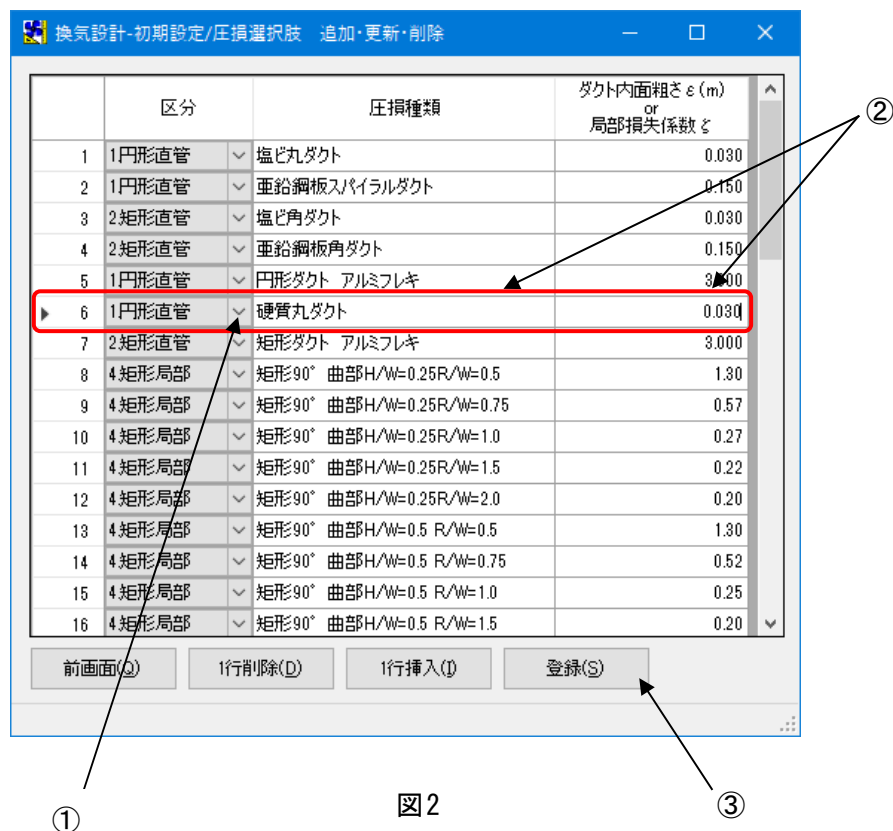 換気設計-初期設定/圧損選択肢 追加・更新・削除
区分 圧損種類 ダクト内面粗さε(m)
or
局部損失係数ζ
②
1 1円形直管 塩ビ丸ダクト 0.030
2 1円形直管 亜鉛鋼板スパイラルダクト 0.150
3 2矩形直管 塩ビ角ダクト 0.030
4 2矩形直管 亜鉛鋼板角ダクト 0.150
5 1円形直管 円形ダクト アルミフレキ 3.000
6 1円形直管 硬質丸ダクト 0.030
7 2矩形直管 矩形ダクト アルミフレキ 3.000
8 4矩形局部 矩形90° 曲部H/W=0.25R/W=0.5 1.30
9 4矩形局部 矩形90° 曲部H/W=0.25R/W=0.75 0.57
10 4矩形局部 矩形90° 曲部H/W=0.25R/W=1.0 0.27
11 4矩形局部 矩形90° 曲部H/W=0.25R/W=1.5 0.22
12 4矩形局部 矩形90° 曲部H/W=0.25R/W=2.0 0.20
13 4矩形局部 矩形90° 曲部H/W=0.5 R/W=0.5 1.30
14 4矩形局部 矩形90° 曲部H/W=0.5 R/W=0.75 0.52
15 4矩形局部 矩形90° 曲部H/W=0.5 R/W=1.0 0.25
16 4矩形局部 矩形90° 曲部H/W=0.5 R/W=1.5 0.20
前画面(Q) 1行削除(D) 1行挿入(I) 登録(S)
① 図2 ③